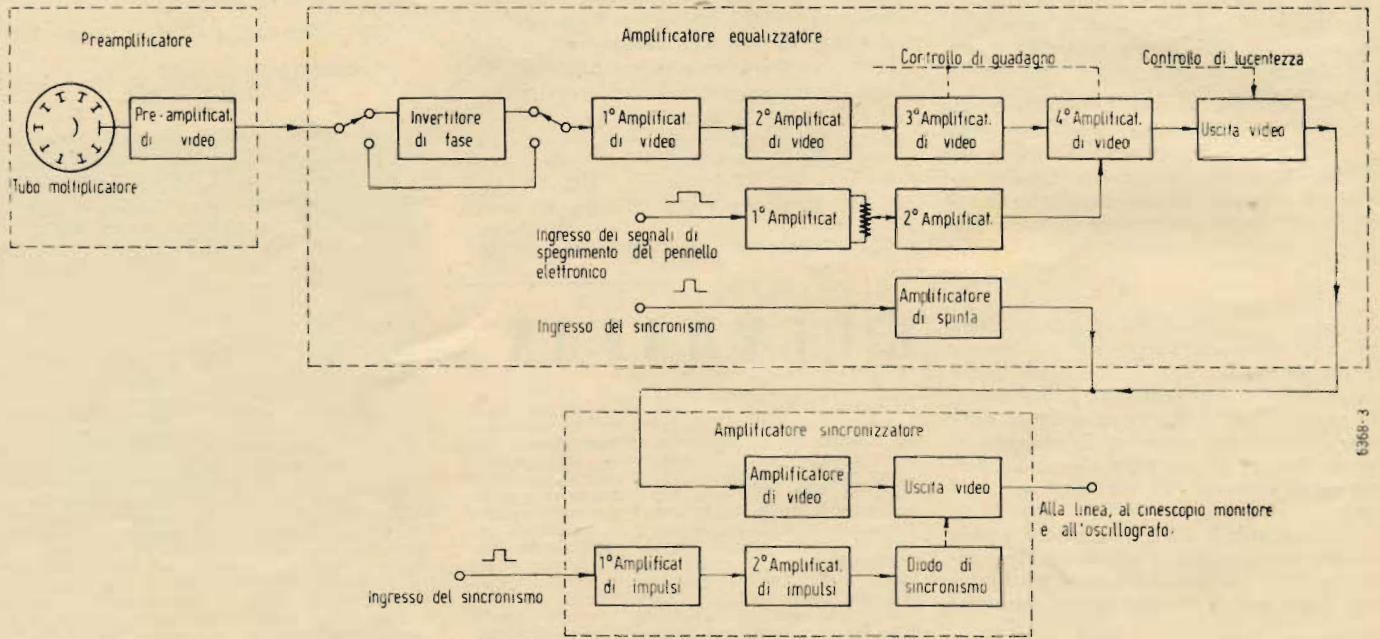 Preamplificatore
Pre-amplificat.
di video
Tubo moltiplicatore
Amplificatore equalizzatore
Invertitore
di fase
1° Amplificat.
di video
2° Amplificat.
di video
Controllo di guadagno
3° Amplificat.
di video
4° Amplificat.
di video
Controllo di lucentezza
Uscita video
Ingresso dei segnali di
spegnimento del pennello
elettronico
1° Amplificat.
2° Amplificat.
Ingresso del sincronismo
Amplificatore
di spinta
6368-3
Amplificatore sincronizzatore
Amplificatore
di video
Uscita video
Alla linea, al cinescopio monitore
e all'oscillografo.
Ingresso del sincronismo
1° Amplificat
di impulsi
2° Amplificat.
di impulsi
Diodo di
sincronismo